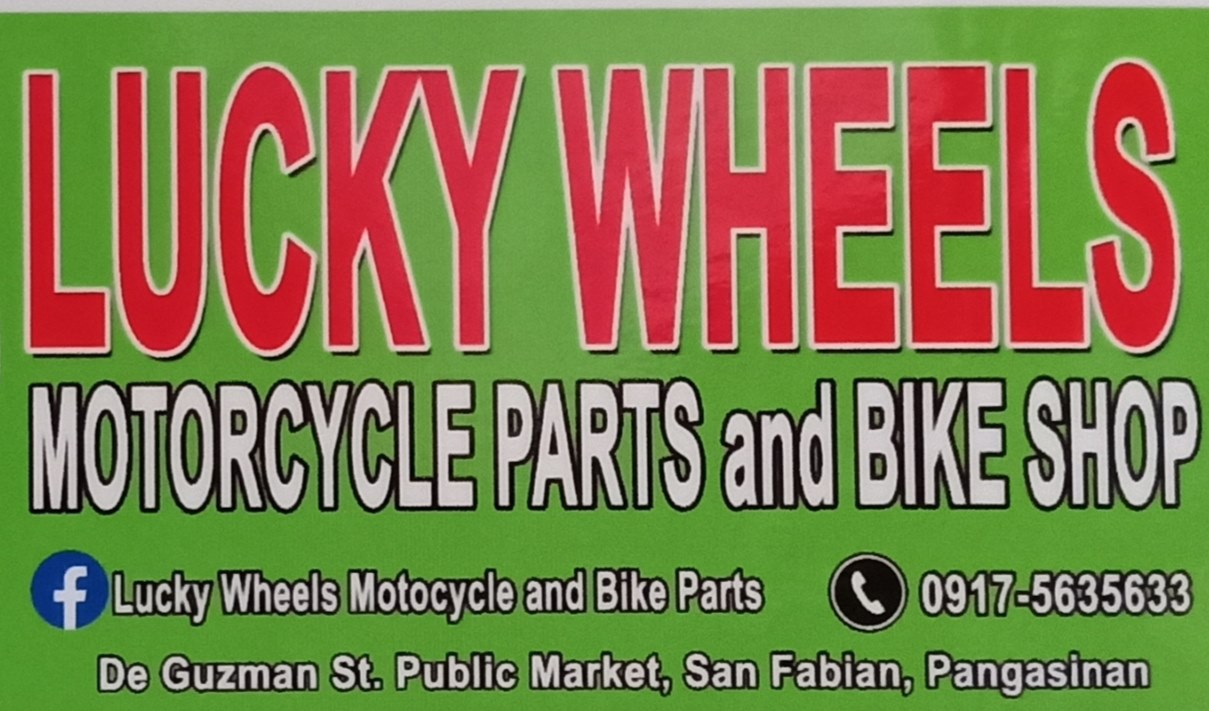 LUCKY WHEELS
MOTORCYCLE PARTS and BIKE SHOP
Lucky Wheels Motocycle and Bike Parts 0917-5635633
De Guzman St. Public Market, San Fabian, Pangasinan